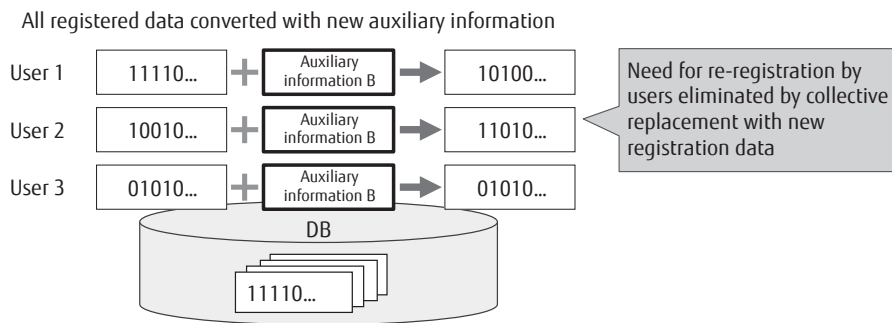 All registered data converted with new auxiliary information
User 1
11110...
+
Auxiliary
information B
10100...
User 2
10010...
+
Auxiliary
information B
11010...
User 3
01010...
+
Auxiliary
information B
01010...
Need for re-registration by
users eliminated by collective
replacement with new
registration data
DB
11110...